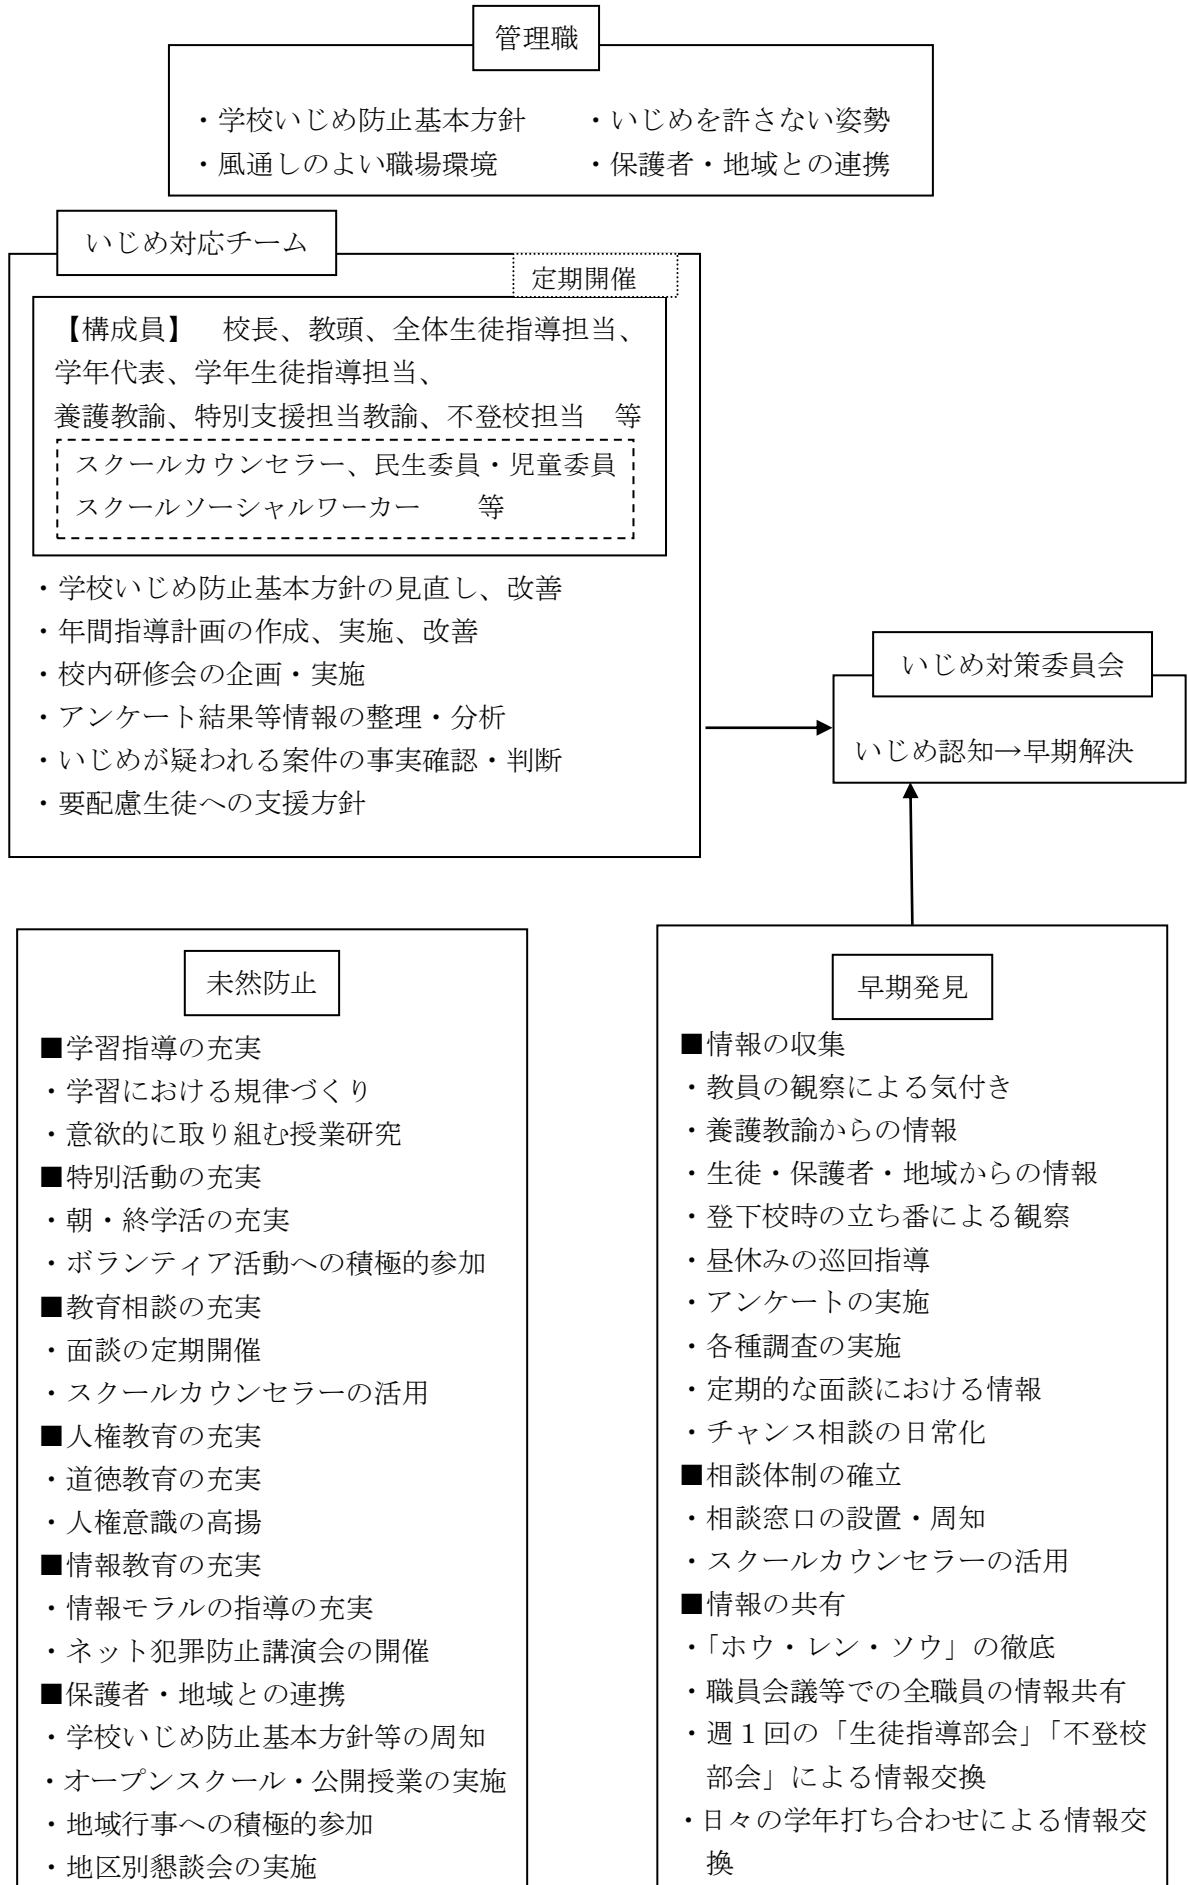 管理職
・学校いじめ防止基本方針　　・いじめを許さない姿勢
・風通しのよい職場環境　　　・保護者・地域との連携
いじめ対応チーム
定期開催
【構成員】　校長、教頭、全体生徒指導担当、
学年代表、学年生徒指導担当、
養護教諭、特別支援担当教諭、不登校担当　等
スクールカウンセラー、民生委員・児童委員
スクールソーシャルワーカー　　等
・学校いじめ防止基本方針の見直し、改善
・年間指導計画の作成、実施、改善
・校内研修会の企画・実施
・アンケート結果等情報の整理・分析
・いじめが疑われる案件の事実確認・判断
・要配慮生徒への支援方針
いじめ対策委員会
いじめ認知→早期解決
未然防止
■学習指導の充実
・学習における規律づくり
・意欲的に取り組む授業研究
■特別活動の充実
・朝・終学活の充実
・ボランティア活動への積極的参加
■教育相談の充実
・面談の定期開催
・スクールカウンセラーの活用
■人権教育の充実
・道徳教育の充実
・人権意識の高揚
■情報教育の充実
・情報モラルの指導の充実
・ネット犯罪防止講演会の開催
■保護者・地域との連携
・学校いじめ防止基本方針等の周知
・オープンスクール・公開授業の実施
・地域行事への積極的参加
・地区別懇談会の実施
早期発見
■情報の収集
・教員の観察による気付き
・養護教諭からの情報
・生徒・保護者・地域からの情報
・登下校時の立ち番による観察
・昼休みの巡回指導
・アンケートの実施
・各種調査の実施
・定期的な面談における情報
・チャンス相談の日常化
■相談体制の確立
・相談窓口の設置・周知
・スクールカウンセラーの活用
■情報の共有
・「ホウ・レン・ソウ」の徹底
・職員会議等での全職員の情報共有
・週１回の「生徒指導部会」「不登校
部会」による情報交換
・日々の学年打ち合わせによる情報交
換